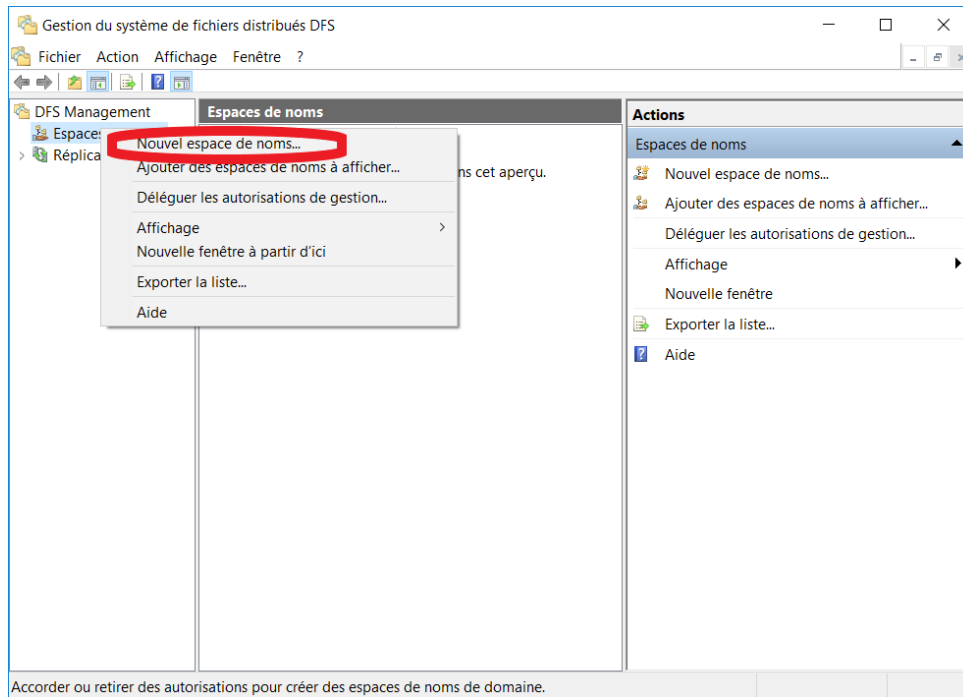 Gestion du système de fichiers distribués DFS
Fichier Action Affichage Fenêtre ?
DFS Management
Espaces
Réplica
Espaces de noms
ns cet aperçu.
Nouvel espace de noms...
Ajouter des espaces de noms à afficher...
Déléguer les autorisations de gestion...
Affichage
Nouvelle fenêtre à partir d'ici
Exporter la liste...
Aide
Actions
Espaces de noms
Nouvel espace de noms...
Ajouter des espaces de noms à afficher...
Déléguer les autorisations de gestion...
Affichage
Nouvelle fenêtre
Exporter la liste...
Aide
Accorder ou retirer des autorisations pour créer des espaces de noms de domaine.